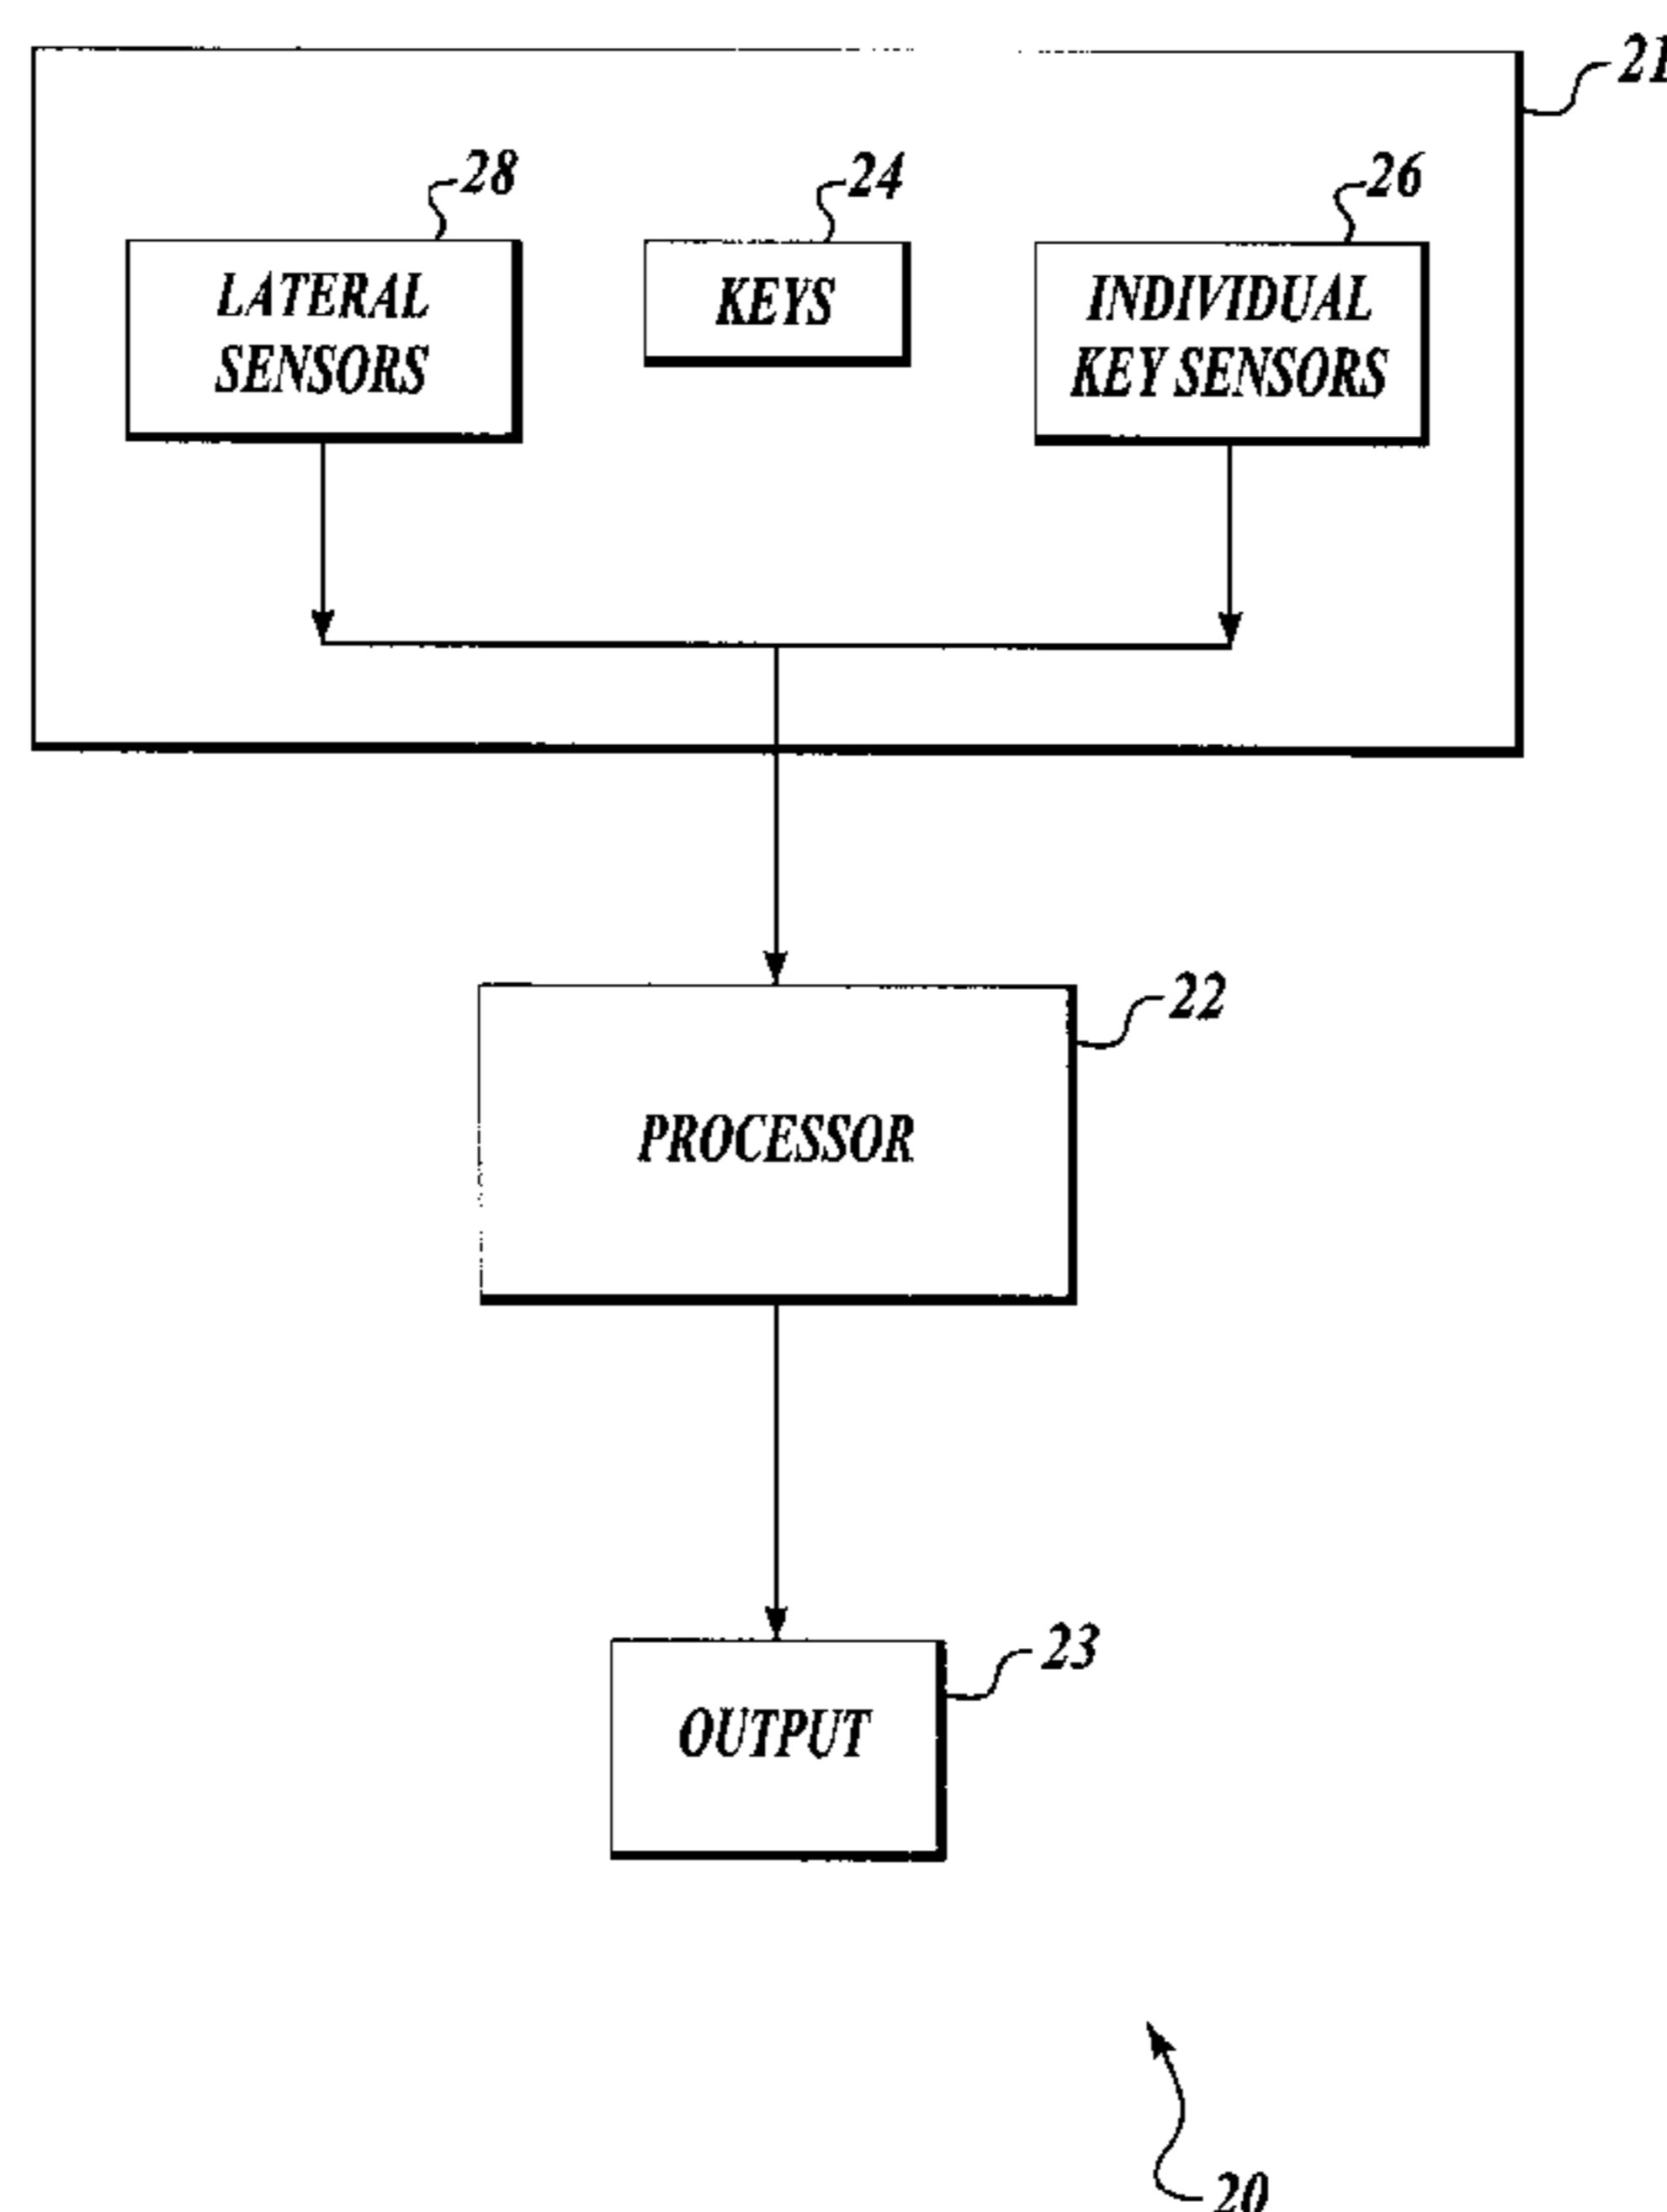 21
28
24
26
LATERAL
SENSORS
KEYS
INDIVIDUAL
KEY SENSORS
22
PROCESSOR
23
OUTPUT
20